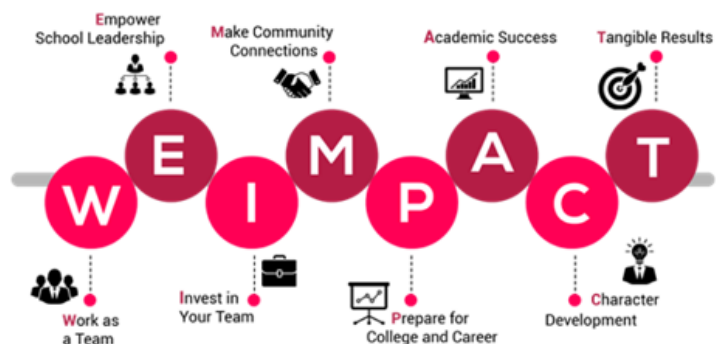 Empower
School Leadership
Make Community
Connections
Academic Success
Tangible Results
WEIMPACT
Work as
a Team
Invest in
Your Team
Prepare for
College and Career
Character
Development